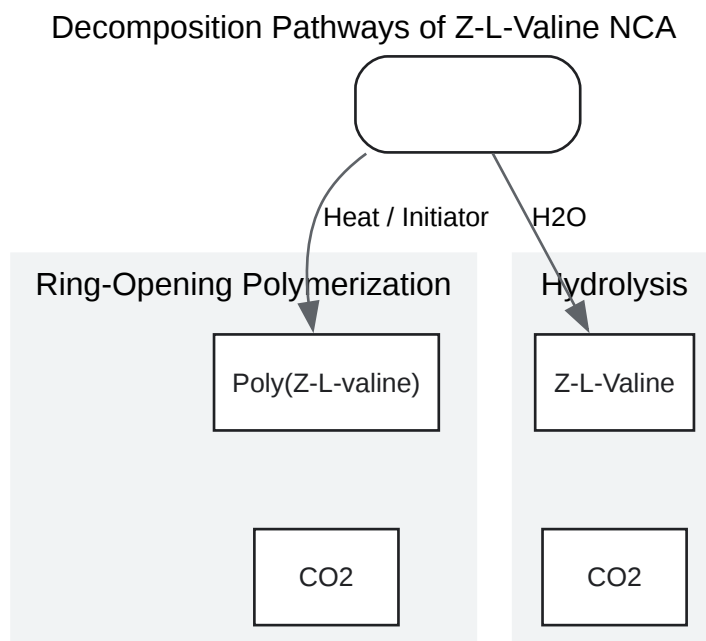 Decomposition Pathways of Z-L-Valine NCA
Heat / Initiator
H2O
Ring-Opening Polymerization
Hydrolysis
Poly(Z-L-valine)
Z-L-Valine
CO2
CO2